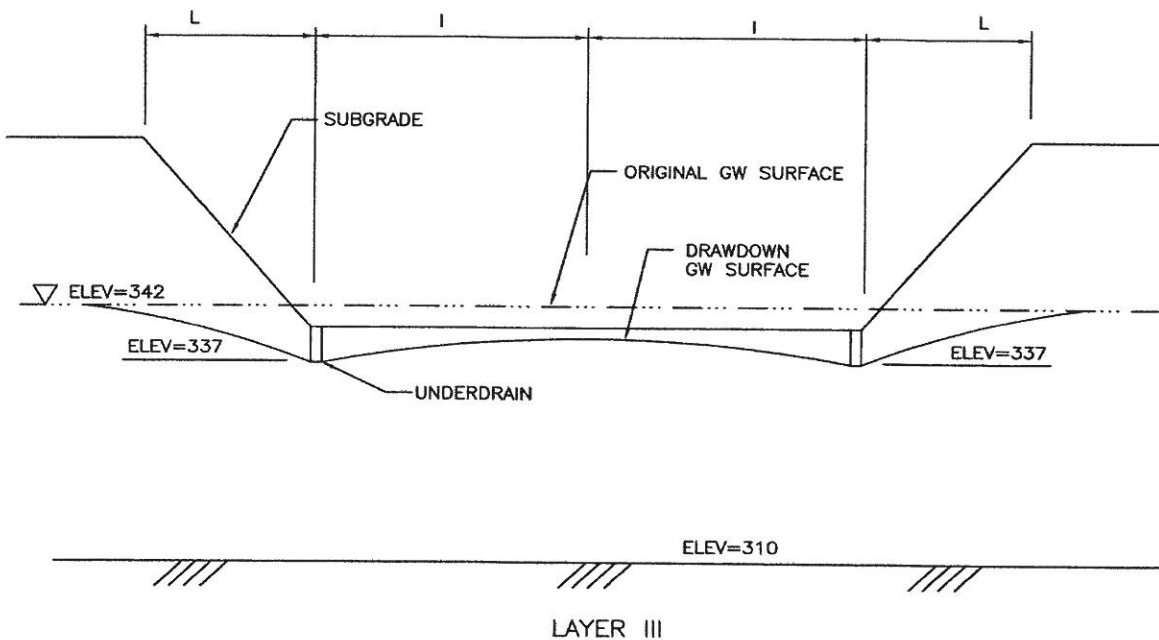 L
I
I
L
SUBGRADE
ORIGINAL GW SURFACE
DRAWDOWN
GW SURFACE
ELEV=342
ELEV=337
ELEV=337
UNDERDRAIN
ELEV=310
LAYER III